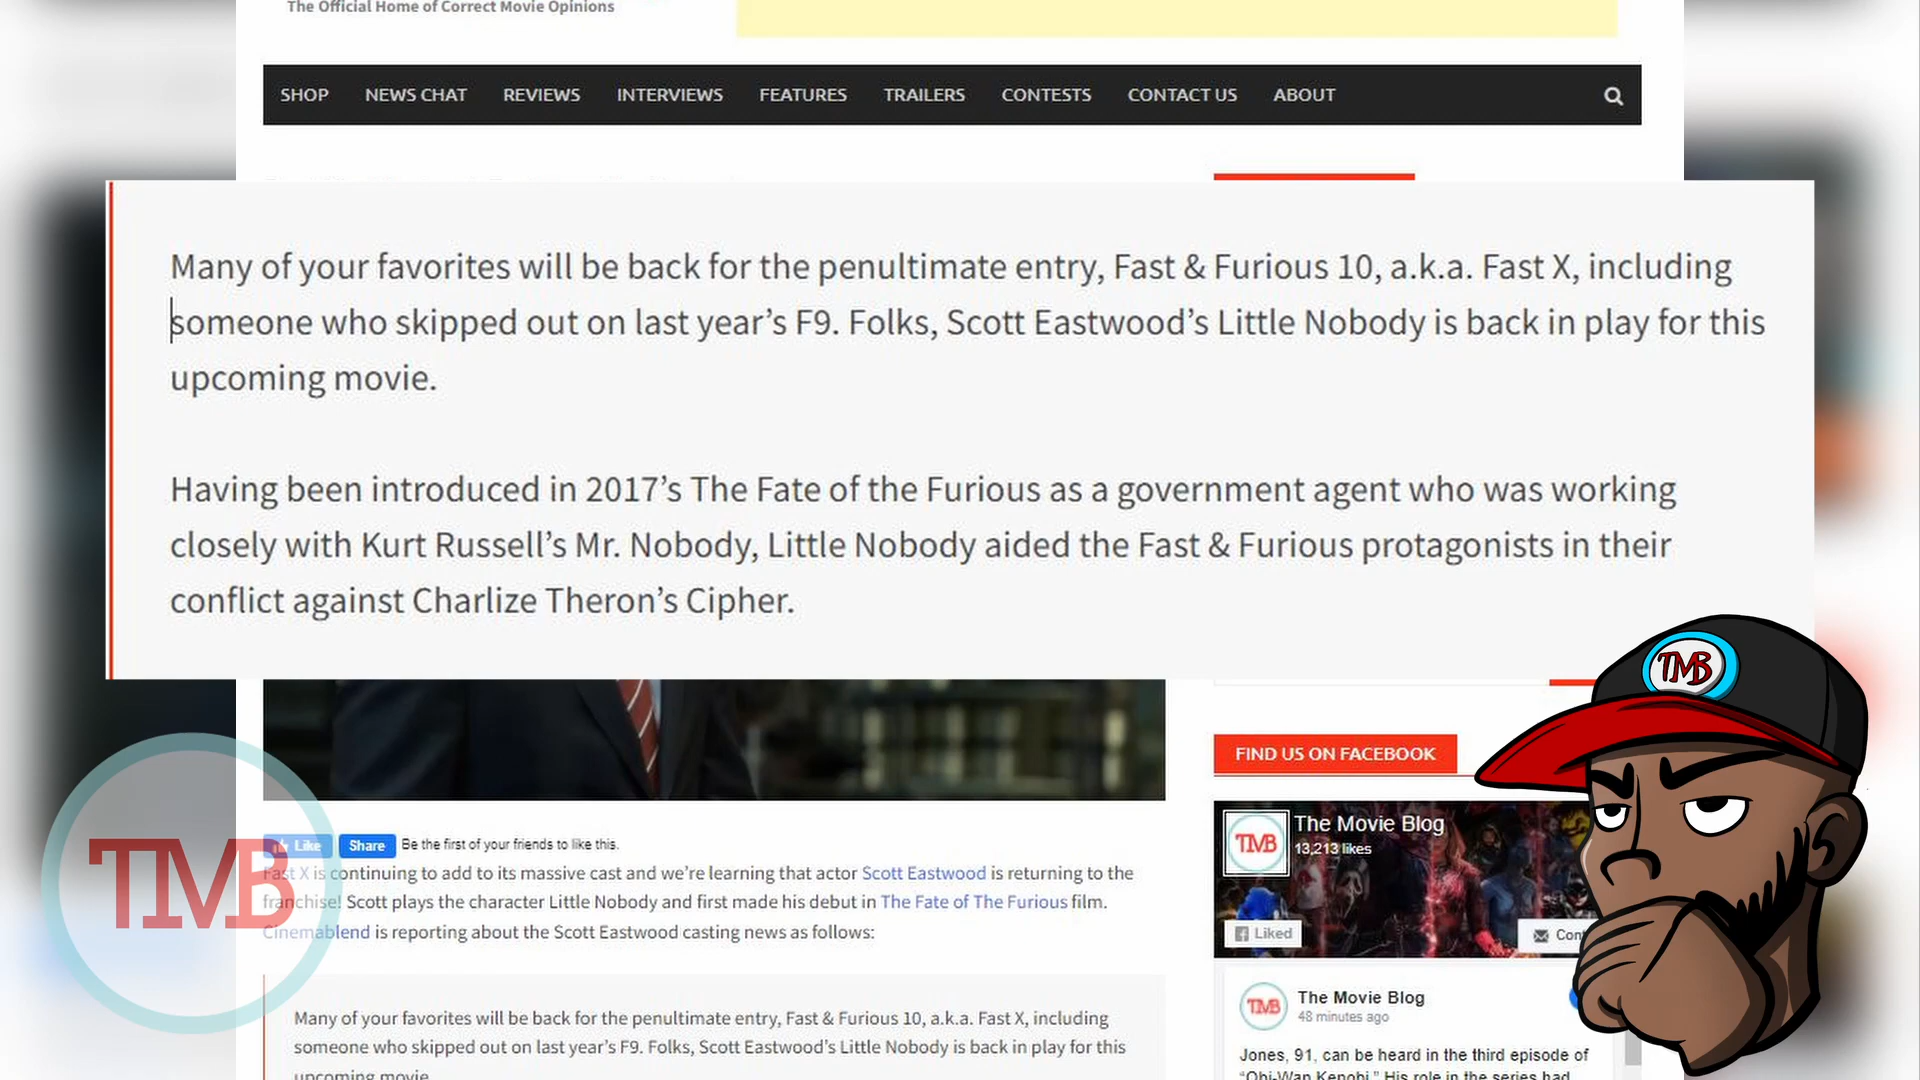 The Official Home of Correct Movie Opinions
SHOP NEWS CHAT REVIEWS INTERVIEWS FEATURES TRAILERS CONTESTS CONTACT US ABOUT
Many of your favorites will be back for the penultimate entry, Fast & Furious 10, a.k.a. Fast X, including
someone who skipped out on last year’s F9. Folks, Scott Eastwood’s Little Nobody is back in play for this
upcoming movie.
Having been introduced in 2017’s The Fate of the Furious as a government agent who was working
closely with Kurt Russell’s Mr. Nobody, Little Nobody aided the Fast & Furious protagonists in their
conflict against Charlize Theron’s Cipher.
TMB
Like Share Be the first of your friends to like this.
Fast X is continuing to add to its massive cast and we’re learning that actor Scott Eastwood is returning to the
franchise! Scott plays the character Little Nobody and first made his debut in The Fate of The Furious film.
Cinemablend is reporting about the Scott Eastwood casting news as follows:
Many of your favorites will be back for the penultimate entry, Fast & Furious 10, a.k.a. Fast X, including
someone who skipped out on last year’s F9. Folks, Scott Eastwood’s Little Nobody is back in play for this
upcoming movie.
TMB
FIND US ON FACEBOOK
TMB
The Movie Blog
13,213 likes
Liked
TMB
The Movie Blog
48 minutes ago
Jones, 91, can be heard in the third episode of
“Obi-Wan Kenobi.” His role in the series had